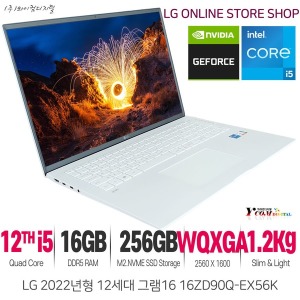 LG ONLINE STORE SHOP
NVIDIA
GEFORCE
intel
CORE
i5
12TH i5
16GB
256GB
WQXGA
1.2Kg
Quad Core
DDR5 RAM
M2.NVME SSD Storage
2560 X 1600
Slim & Light
LG 2022년형 12세대 그램16 16ZD90Q-EX56K